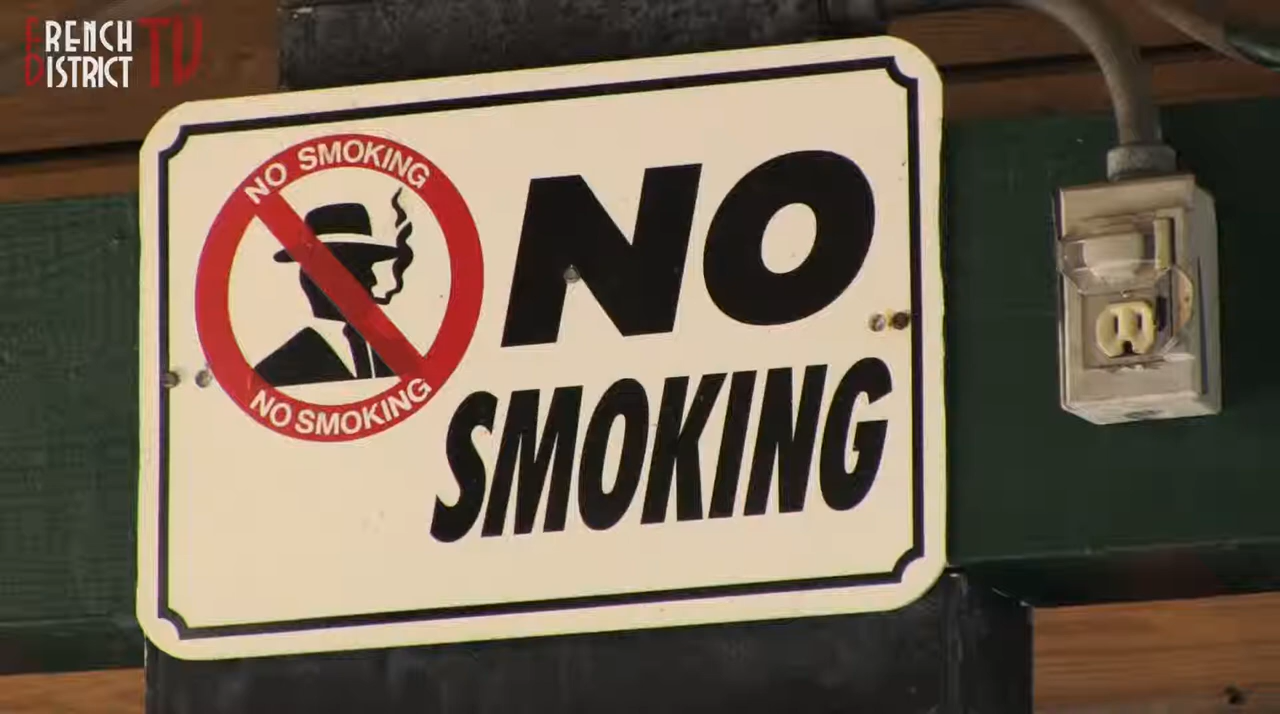 FRENCH
DISTRICT TV
NO SMOKING
NO SMOKING
NO
SMOKING